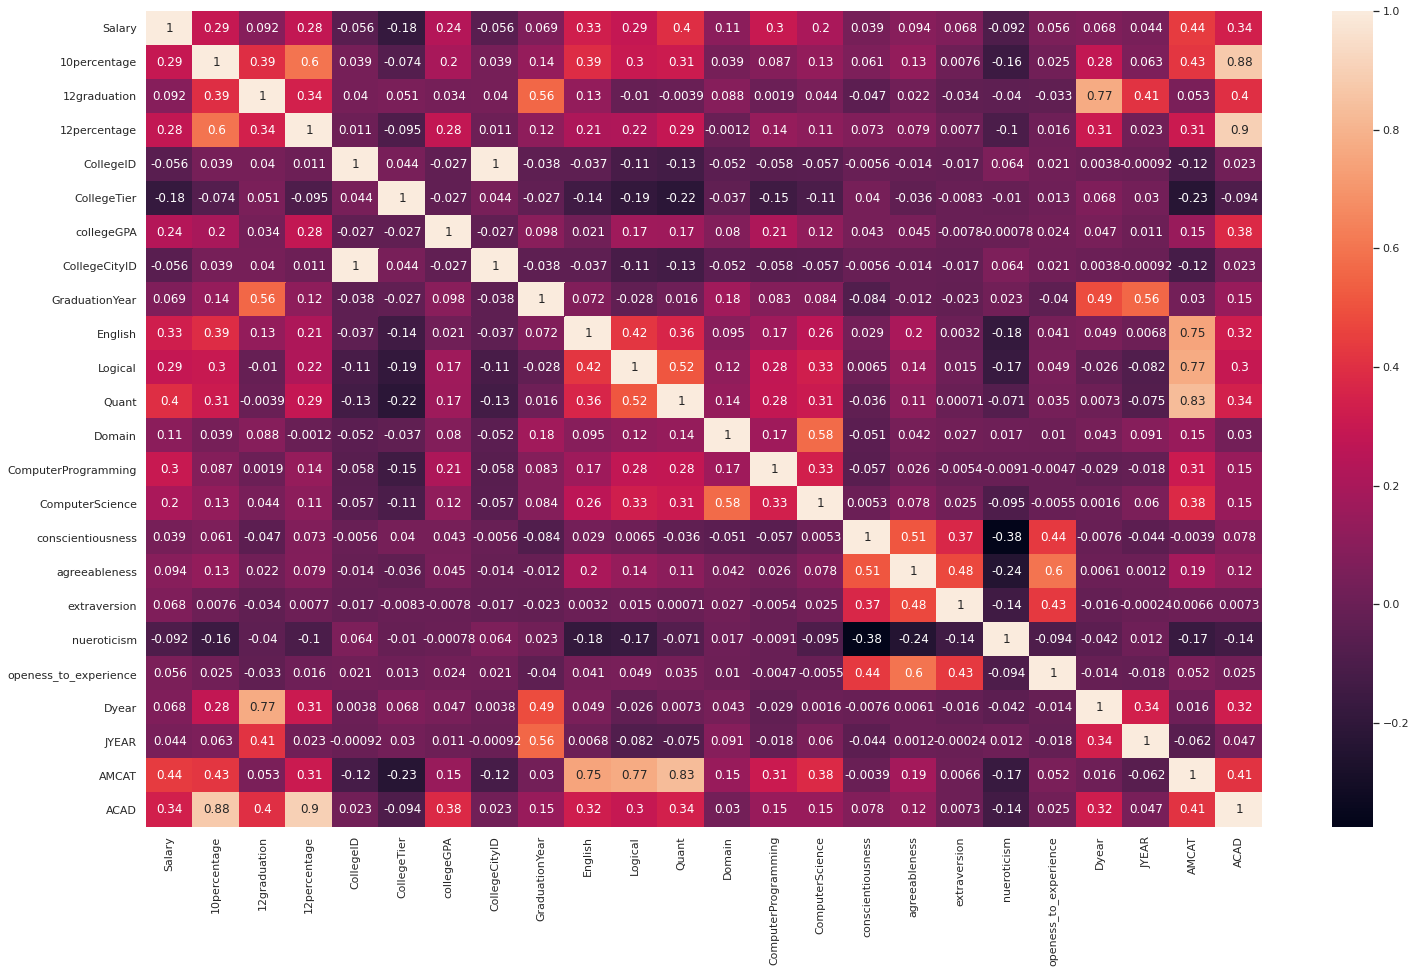 Salary 1 0.29 0.092 0.28 -0.056 -0.18 0.24 -0.056 0.069 0.33 0.29 0.4 0.11 0.3 0.2 0.039 0.094 0.068 -0.092 0.056 0.068 0.044 0.44 0.34
10percentage 0.29 1 0.39 0.6 0.039 -0.074 0.2 0.039 0.14 0.39 0.3 0.31 0.039 0.087 0.13 0.061 0.13 0.0076 -0.16 0.025 0.28 0.063 0.43 0.88
12graduation 0.092 0.39 1 0.34 0.04 0.051 0.034 0.04 0.56 0.13 -0.01 -0.0039 0.088 0.0019 0.044 -0.047 0.022 -0.034 -0.04 -0.033 0.77 0.41 0.053 0.4
12percentage 0.28 0.6 0.34 1 0.011 -0.095 0.28 0.011 0.12 0.21 0.22 0.29 -0.0012 0.14 0.11 0.073 0.079 0.0077 -0.1 0.016 0.31 0.023 0.31 0.9
CollegeID -0.056 0.039 0.04 0.011 1 0.044 -0.027 1 -0.038 -0.037 -0.11 -0.13 -0.052 -0.058 -0.057 -0.0056 -0.014 -0.017 0.064 0.021 0.0038 -0.00092 -0.12 0.023
CollegeTier -0.18 -0.074 0.051 -0.095 0.044 1 -0.027 0.044 -0.027 -0.14 -0.19 -0.22 -0.037 -0.15 -0.11 0.04 -0.036 -0.0083 -0.01 0.013 0.068 0.03 -0.23 -0.094
collegeGPA 0.24 0.2 0.034 0.28 -0.027 -0.027 1 -0.027 0.098 0.021 0.17 0.17 0.08 0.21 0.12 0.043 0.045 -0.0078 -0.00078 0.024 0.047 0.011 0.15 0.38
CollegeCityID -0.056 0.039 0.04 0.011 1 0.044 -0.027 1 -0.038 -0.037 -0.11 -0.13 -0.052 -0.058 -0.057 -0.0056 -0.014 -0.017 0.064 0.021 0.0038 -0.00092 -0.12 0.023
GraduationYear 0.069 0.14 0.56 0.12 -0.038 -0.027 0.098 -0.038 1 0.072 -0.028 0.016 0.18 0.083 0.084 -0.084 -0.012 -0.023 0.023 -0.04 0.49 0.56 0.03 0.15
English 0.33 0.39 0.13 0.21 -0.037 -0.14 0.021 -0.037 0.072 1 0.42 0.36 0.095 0.17 0.26 0.029 0.2 0.0032 -0.18 0.041 0.049 0.0068 0.75 0.32
Logical 0.29 0.3 -0.01 0.22 -0.11 -0.19 0.17 -0.11 -0.028 0.42 1 0.52 0.12 0.28 0.33 0.0065 0.14 0.015 -0.17 0.049 -0.026 -0.082 0.77 0.3
Quant 0.4 0.31 -0.0039 0.29 -0.13 -0.22 0.17 -0.13 0.016 0.36 0.52 1 0.14 0.28 0.31 -0.036 0.11 0.00071 -0.071 0.035 0.0073 -0.075 0.83 0.34
Domain 0.11 0.039 0.088 -0.0012 -0.052 -0.037 0.08 -0.052 0.18 0.095 0.12 0.14 1 0.17 0.58 -0.051 0.042 0.027 0.017 0.01 0.043 0.091 0.15 0.03
ComputerProgramming 0.3 0.087 0.0019 0.14 -0.058 -0.15 0.21 -0.058 0.083 0.17 0.28 0.28 0.17 1 0.33 -0.057 0.026 -0.0054 -0.0091 -0.0047 -0.029 -0.018 0.31 0.15
ComputerScience 0.2 0.13 0.044 0.11 -0.057 -0.11 0.12 -0.057 0.084 0.26 0.33 0.31 0.58 0.33 1 0.0053 0.078 0.025 -0.095 -0.0055 0.0016 0.06 0.38 0.15
conscientiousness 0.039 0.061 -0.047 0.073 -0.0056 0.04 0.043 -0.0056 -0.084 0.029 0.0065 -0.036 -0.051 -0.057 0.0053 1 0.51 0.37 -0.38 0.44 -0.0076 -0.044 -0.0039 0.078
agreeableness 0.094 0.13 0.022 0.079 -0.014 -0.036 0.045 -0.014 -0.012 0.2 0.14 0.11 0.042 0.026 0.078 0.51 1 0.48 -0.24 0.6 0.0061 0.0012 0.19 0.12
extraversion 0.068 0.0076 -0.034 0.0077 -0.017 -0.0083 -0.0078 -0.017 -0.023 0.0032 0.015 0.00071 0.027 -0.0054 0.025 0.37 0.48 1 -0.14 0.43 -0.016 -0.00024 0.0066 0.0073
nueroticism -0.092 -0.16 -0.04 -0.1 0.064 -0.01 -0.00078 0.064 0.023 -0.18 -0.17 -0.071 0.017 -0.0091 -0.095 -0.38 -0.24 -0.14 1 -0.094 -0.042 0.012 -0.17 -0.14
openess_to_experience 0.056 0.025 -0.033 0.016 0.021 0.013 0.024 0.021 -0.04 0.041 0.049 0.035 0.01 -0.0047 -0.0055 0.44 0.6 0.43 -0.094 1 -0.014 -0.018 0.052 0.025
Dyear 0.068 0.28 0.77 0.31 0.0038 0.068 0.047 0.0038 0.49 0.049 -0.026 0.0073 0.043 -0.029 0.0016 -0.0076 0.0061 -0.016 -0.042 -0.014 1 0.34 0.016 0.32
JYEAR 0.044 0.063 0.41 0.023 -0.00092 0.03 0.011 -0.00092 0.56 0.0068 -0.082 -0.075 0.091 -0.018 0.06 -0.044 0.0012 -0.00024 0.012 -0.018 0.34 1 -0.062 0.047
AMCAT 0.44 0.43 0.053 0.31 -0.12 -0.23 0.15 -0.12 0.03 0.75 0.77 0.83 0.15 0.31 0.38 -0.0039 0.19 0.0066 -0.17 0.052 0.016 -0.062 1 0.41
ACAD 0.34 0.88 0.4 0.9 0.023 -0.094 0.38 0.023 0.15 0.32 0.3 0.34 0.03 0.15 0.15 0.078 0.12 0.0073 -0.14 0.025 0.32 0.047 0.41 1
Salary 10percentage 12graduation 12percentage CollegeID CollegeTier collegeGPA CollegeCityID GraduationYear English Logical Quant Domain ComputerProgramming ComputerScience conscientiousness agreeableness extraversion nueroticism openess_to_experience Dyear JYEAR AMCAT ACAD
1.0
0.8
0.6
0.4
0.2
0.0
−0.2